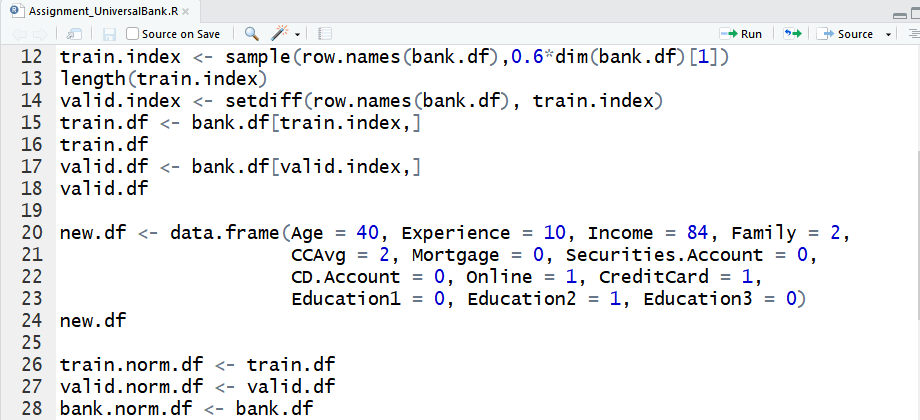 Assignment_UniversalBank.R
Source on Save Run Source
12 train.index <- sample(row.names(bank.df),0.6*dim(bank.df)[1])
13 length(train.index)
14 valid.index <- setdiff(row.names(bank.df), train.index)
15 train.df <- bank.df[train.index,]
16 train.df
17 valid.df <- bank.df[valid.index,]
18 valid.df
19
20 new.df <- data.frame(Age = 40, Experience = 10, Income = 84, Family = 2,
21 CCAvg = 2, Mortgage = 0, Securities.Account = 0,
22 CD.Account = 0, Online = 1, CreditCard = 1,
23 Education1 = 0, Education2 = 1, Education3 = 0)
24 new.df
25
26 train.norm.df <- train.df
27 valid.norm.df <- valid.df
28 bank.norm.df <- bank.df